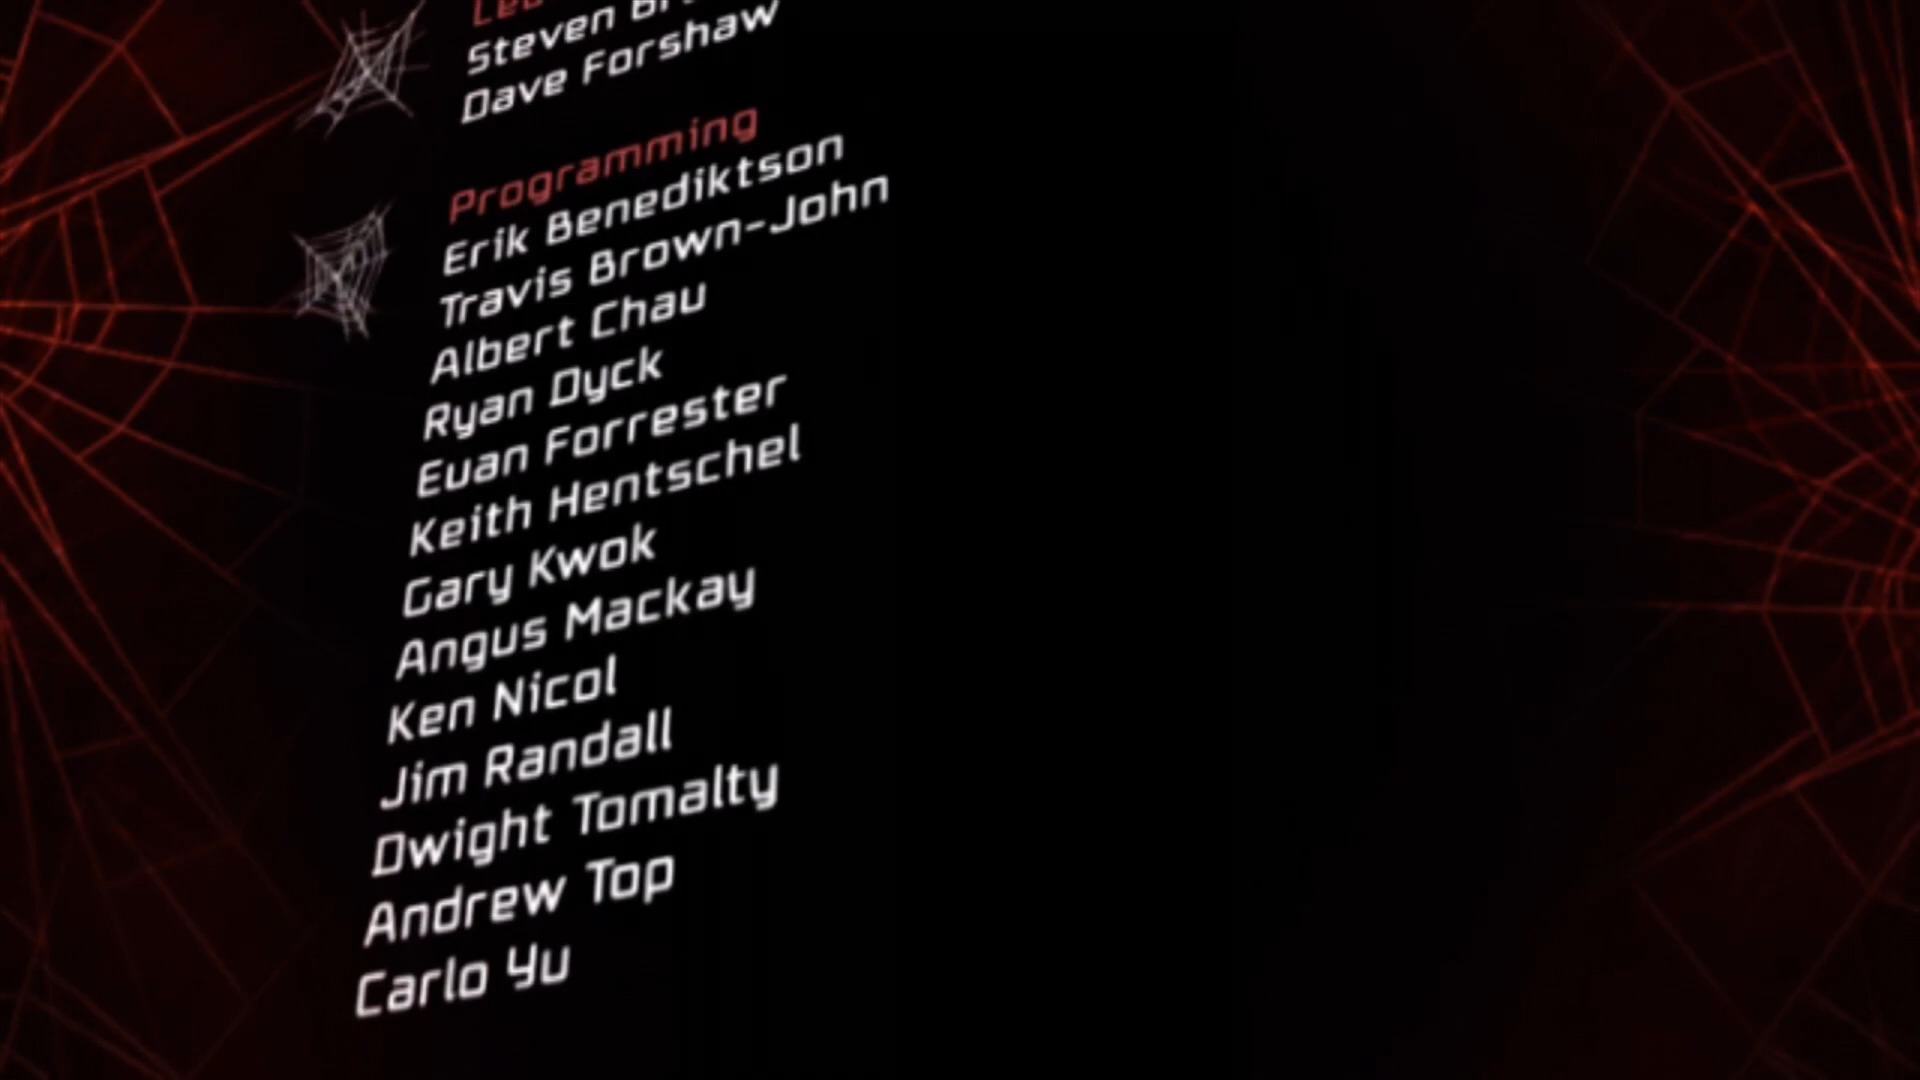 Steven
Dave Forshaw
Programming
Erik Benediktson
Travis Brown-John
Albert Chau
Ryan Dyck
Euan Forrester
Keith Hentschel
Gary Kwok
Angus Mackay
Ken Nicol
Jim Randall
Dwight Tomalty
Andrew Top
Carlo Yu